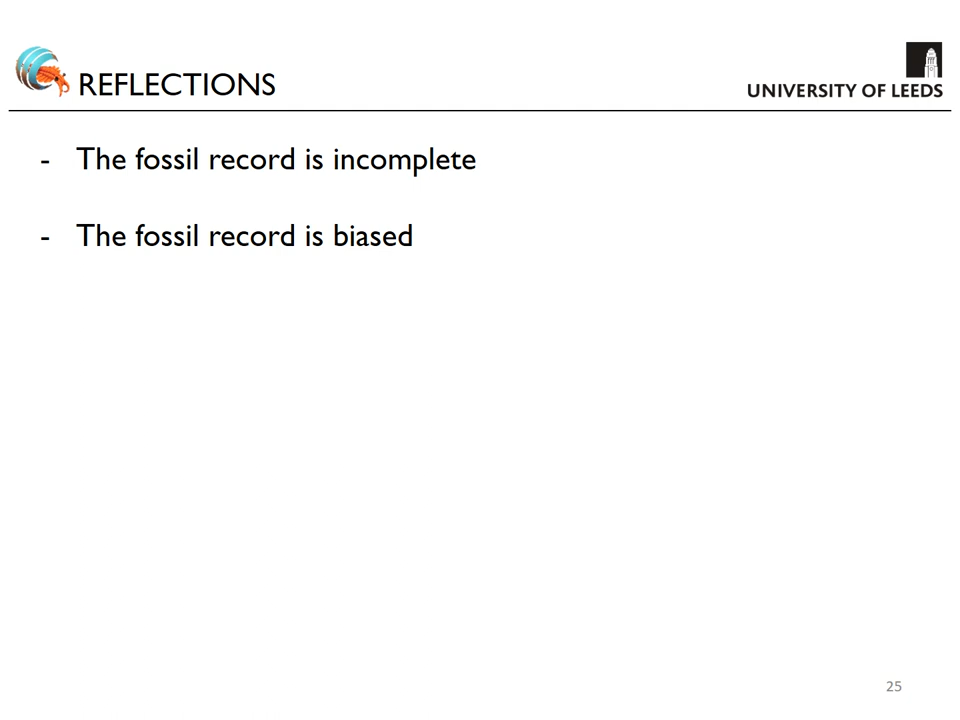 REFLECTIONS
UNIVERSITY OF LEEDS
- The fossil record is incomplete
- The fossil record is biased
25